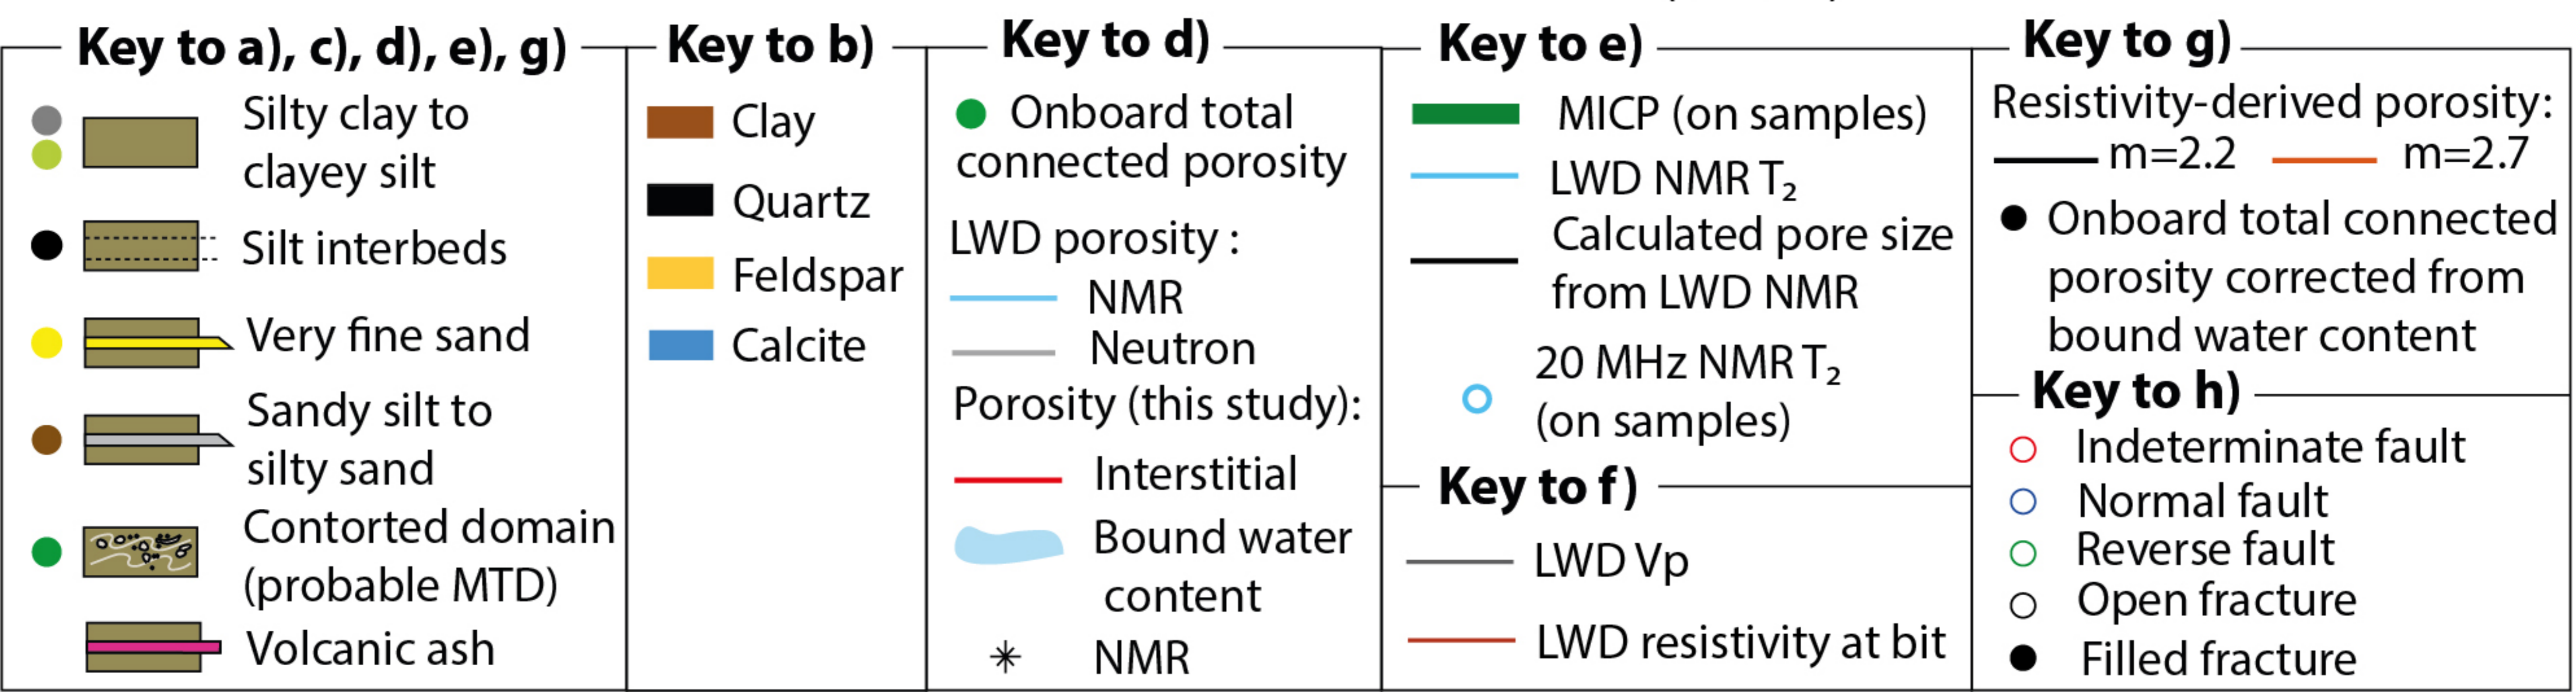 Key to a), c), d), e), g)
Silty clay to
clayey silt
Silt interbeds
Very fine sand
Sandy silt to
silty sand
Contorted domain
(probable MTD)
Volcanic ash
Key to b)
Clay
Quartz
Feldspar
Calcite
Key to d)
Onboard total
connected porosity
LWD porosity :
NMR
Neutron
Porosity (this study):
Interstitial
Bound water
content
NMR
Key to e)
MICP (on samples)
LWD NMR T₂
Calculated pore size
from LWD NMR
20 MHz NMR T₂
(on samples)
Key to f)
LWD Vp
LWD resistivity at bit
Key to g)
Resistivity-derived porosity:
m=2.2 m=2.7
Onboard total connected
porosity corrected from
bound water content
Key to h)
Indeterminate fault
Normal fault
Reverse fault
Open fracture
Filled fracture